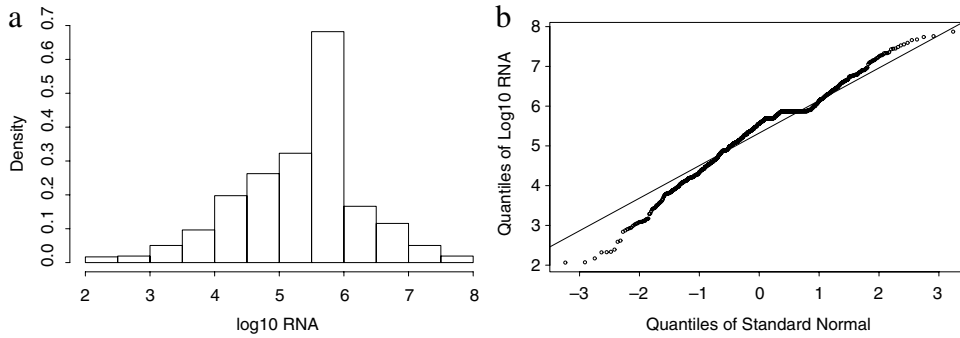 a
0.7
0.6
0.5
0.4
0.3
0.2
0.1
0.0
Density
2 3 4 5 6 7 8
log10 RNA
b
8
7
6
5
4
3
2
Quantiles of Log10 RNA
−3 −2 −1 0 1 2 3
Quantiles of Standard Normal